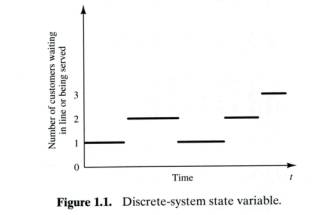 Number of customers waiting
in line or being served
3
2
1
0
Time
t
Figure 1.1. Discrete-system state variable.